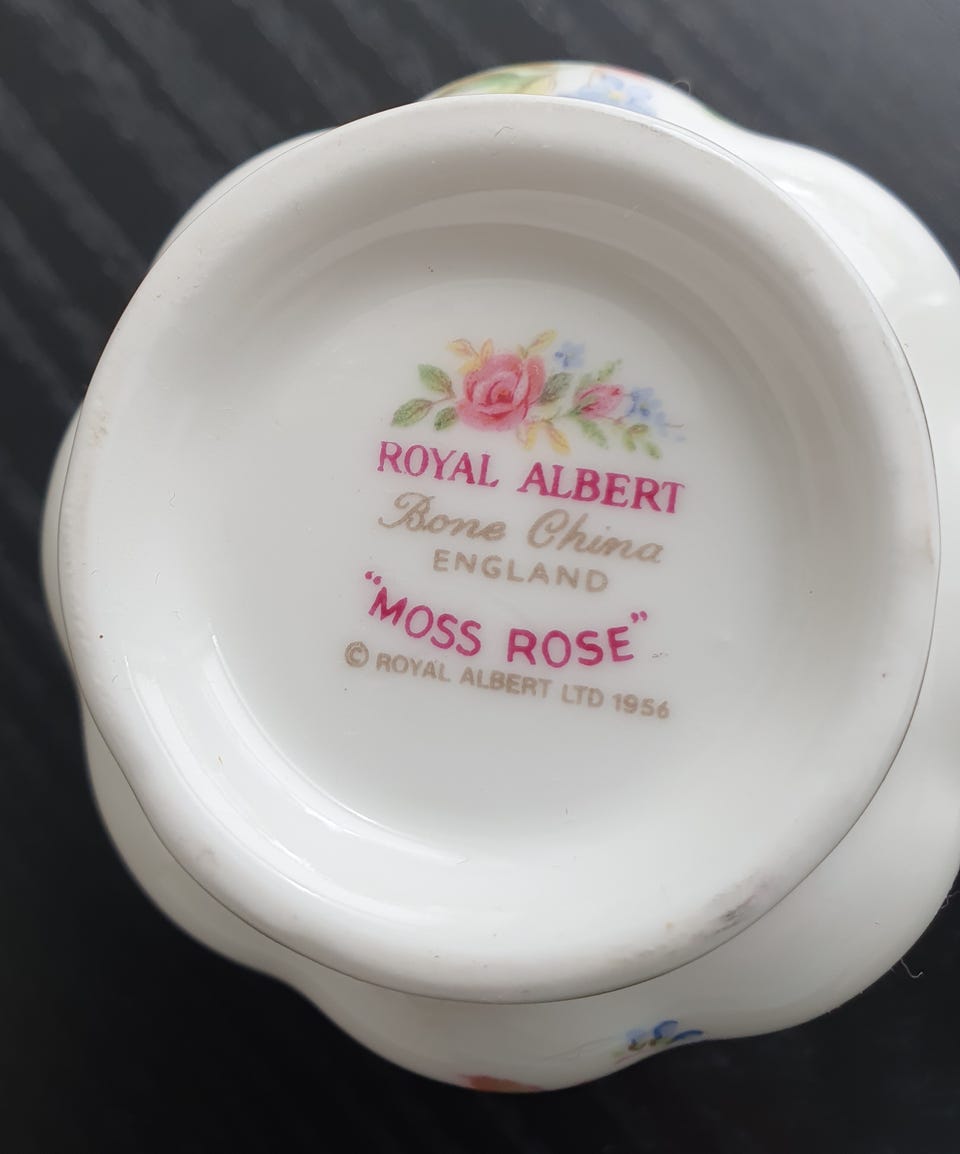 ROYAL ALBERT
Bone China
ENGLAND
“MOSS ROSE”
© ROYAL ALBERT LTD 1956